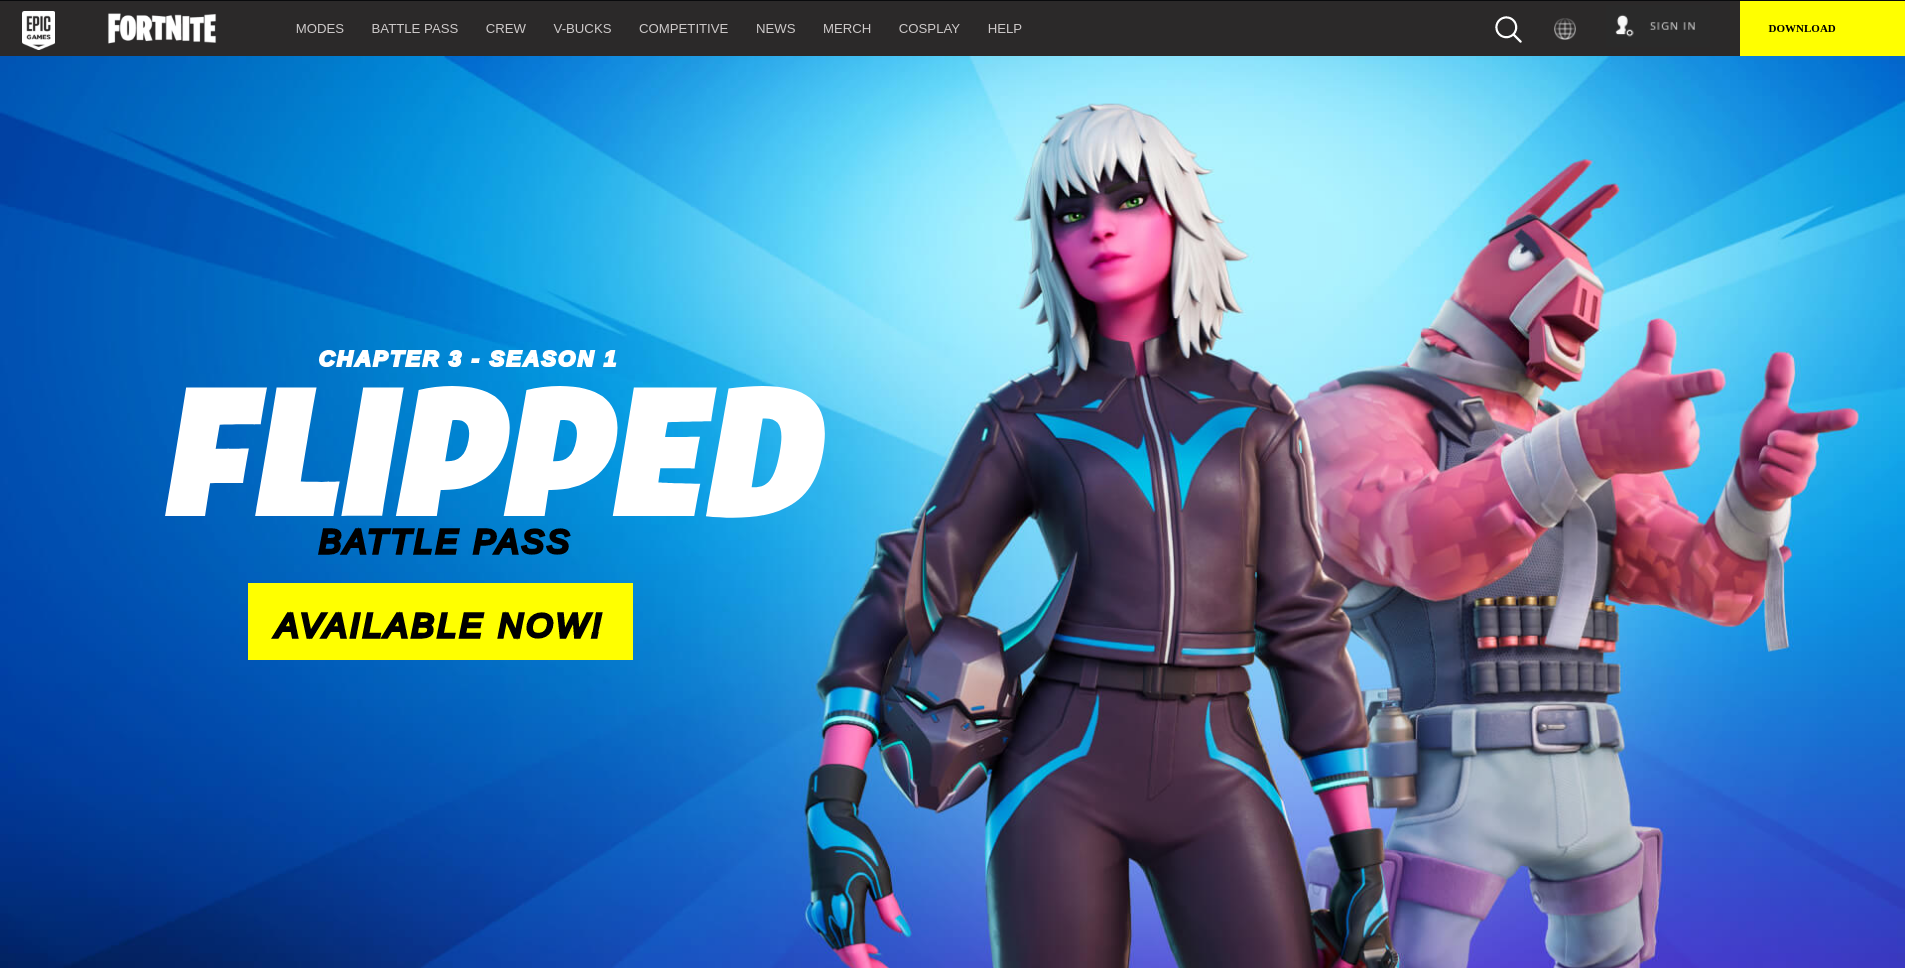 EPIC
GAMES
FORTNITE
MODES
BATTLE PASS
CREW
V-BUCKS
COMPETITIVE
NEWS
MERCH
COSPLAY
HELP
SIGN IN
DOWNLOAD
CHAPTER 3 - SEASON 1
FLIPPED
BATTLE PASS
AVAILABLE NOW!